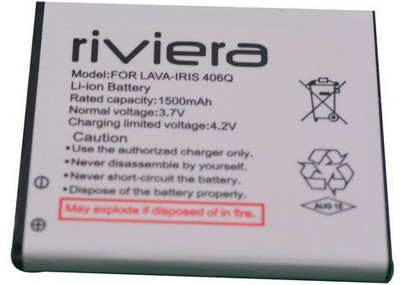 riviera
Model:FOR LAVA-IRIS 406Q
Li-ion Battery
Rated capacity:1500mAh
Normal voltage:3.7V
Charging limited voltage:4.2V
Caution
•Use the authorized charger only.
•Never disassemble by yourself.
•Never short-circuit the battery.
•Dispose of the battery properly.
May explode if disposed of in fire.
AUG 15